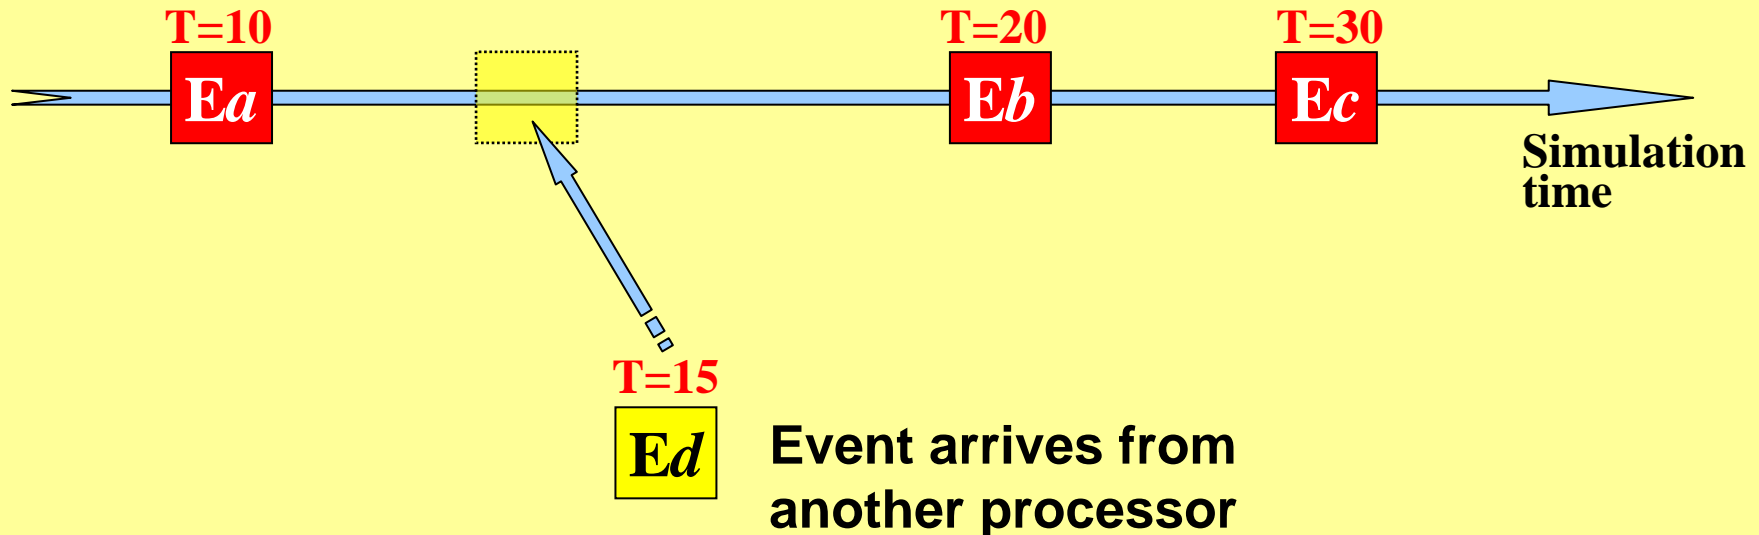 T=10 T=20 T=30
Ea Eb Ec
Simulation
time
T=15
Ed
Event arrives from
another processor